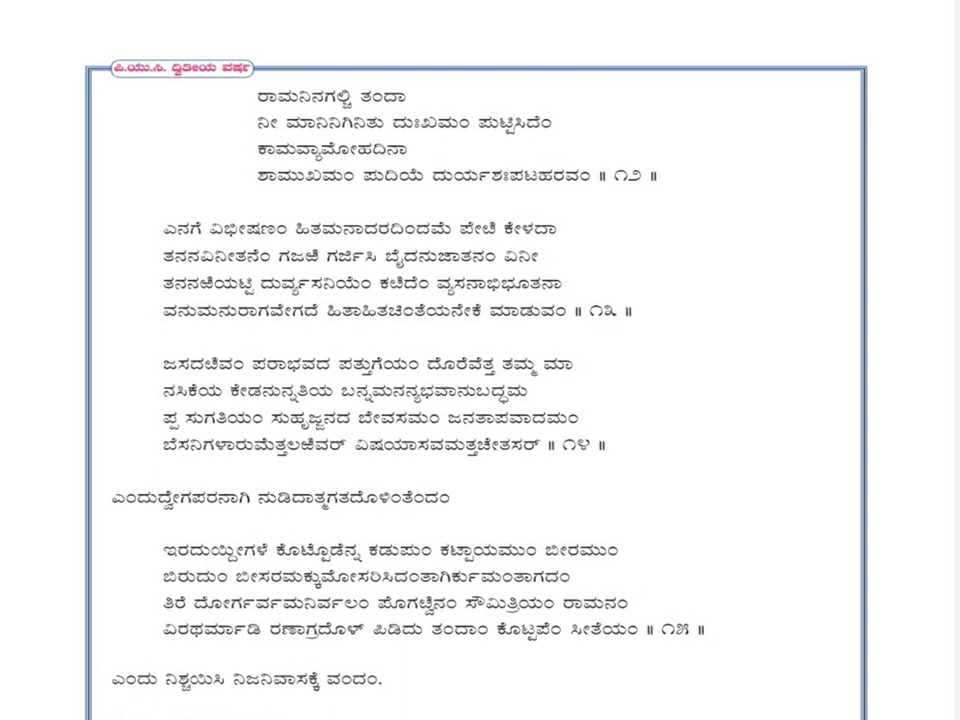 ಪಿ.ಯು.ಸಿ. ದ್ವಿತೀಯ ವರ್ಷ
ರಾಮನಿನಗಲ್ಚಿ ತಂದಾ
ನೀ ಮಾನಿನಿಗಿನಿತು ದುಃಖಮಂ ಪುಟ್ಟಿಸಿದೆಂ
ಕಾಮವ್ಯಾಮೋಹದಿನಾ
ಶಾಮುಖಮಂ ಪುದಿಯೆ ದುರ್ಯಶಃಪಟಹರವಂ ॥ ೧೨ ॥
ಎನಗೆ ವಿಭೀಷಣಂ ಹಿತಮನಾದರದಿಂದಮೆ ಪೇೞೆ ಕೇಳದಾ
ತನನವಿನೀತನೆಂ ಗಜಱಿ ಗರ್ಜಿಸಿ ಬೈದನುಜಾತನಂ ವಿನೀ
ತನನಱಿಯಟ್ಟಿ ದುರ್ವ್ಯಸನಿಯೆಂ ಕೞಿದೆಂ ವ್ಯಸನಾಭಿಭೂತನಾ
ವನುಮನುರಾಗವೇಗದೆ ಹಿತಾಹಿತಚಿಂತೆಯನೇಕೆ ಮಾಡುವಂ ॥ ೧೩ ॥
ಜಸದೞಿವಂ ಪರಾಭವದ ಪತ್ತುಗೆಯಂ ದೊರೆವೆತ್ತ ತಮ್ಮ ಮಾ
ನಸಿಕೆಯ ಕೇಡನುನ್ನತಿಯ ಬನ್ನಮನನ್ಯಭವಾನುಬದ್ಧಮ
ಪ್ಪ ಸುಗತಿಯಂ ಸುಹೃಜ್ಜನದ ಬೇವಸಮಂ ಜನತಾಪವಾದಮಂ
ಬೆಸನಿಗಳಾರುಮೆತ್ತಲಱಿವರ್ ವಿಷಯಾಸವಮತ್ತಚೇತಸರ್ ॥ ೧೪ ॥
ಎಂದುದ್ವೇಗಪರನಾಗಿ ನುಡಿದಾತ್ಮಗತದೊಳಿಂತೆಂದಂ
ಇರದುಯ್ದೀಗಳೆ ಕೊಟ್ಟೊಡೆನ್ನ ಕಡುಪುಂ ಕಟ್ಪಾಯಮುಂ ಬೀರಮುಂ
ಬಿರುದುಂ ಬೀಸರಮಕ್ಕುಮೋಸರಿಸಿದಂತಾಗಿರ್ಕುಮಂತಾಗದಂ
ತಿರೆ ದೋರ್ಗರ್ವಮನಿರ್ವಲಂ ಪೊಗೞ್ವಿನಂ ಸೌಮಿತ್ರಿಯಂ ರಾಮನಂ
ವಿರಥರ್ಮಾಡಿ ರಣಾಗ್ರದೊಳ್ ಪಿಡಿದು ತಂದಾಂ ಕೊಟ್ಟಪೆಂ ಸೀತೆಯಂ ॥ ೧೫ ॥
ಎಂದು ನಿಶ್ಚಯಿಸಿ ನಿಜನಿವಾಸಕ್ಕೆ ವಂದಂ.